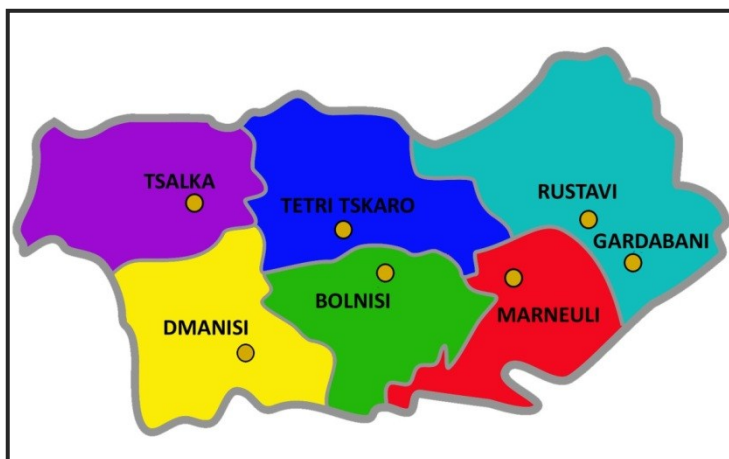 TSALKA
TETRI TSKARO
RUSTAVI
GARDABANI
BOLNISI
MARNEULI
DMANISI